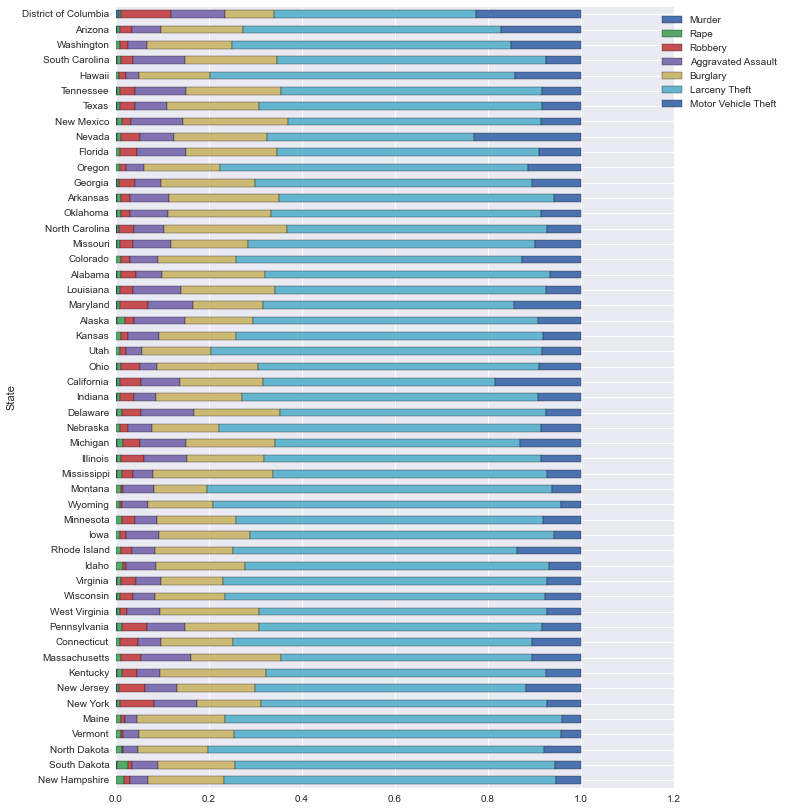 District of Columbia
Arizona
Washington
South Carolina
Hawaii
Tennessee
Texas
New Mexico
Nevada
Florida
Oregon
Georgia
Arkansas
Oklahoma
North Carolina
Missouri
Colorado
Alabama
Louisiana
Maryland
Alaska
Kansas
Utah
Ohio
California
Indiana
Delaware
Nebraska
Michigan
Illinois
Mississippi
Montana
Wyoming
Minnesota
Iowa
Rhode Island
Idaho
Virginia
Wisconsin
West Virginia
Pennsylvania
Connecticut
Massachusetts
Kentucky
New Jersey
New York
Maine
Vermont
North Dakota
South Dakota
New Hampshire
State
0.0 0.2 0.4 0.6 0.8 1.0 1.2
Murder
Rape
Robbery
Aggravated Assault
Burglary
Larceny Theft
Motor Vehicle Theft